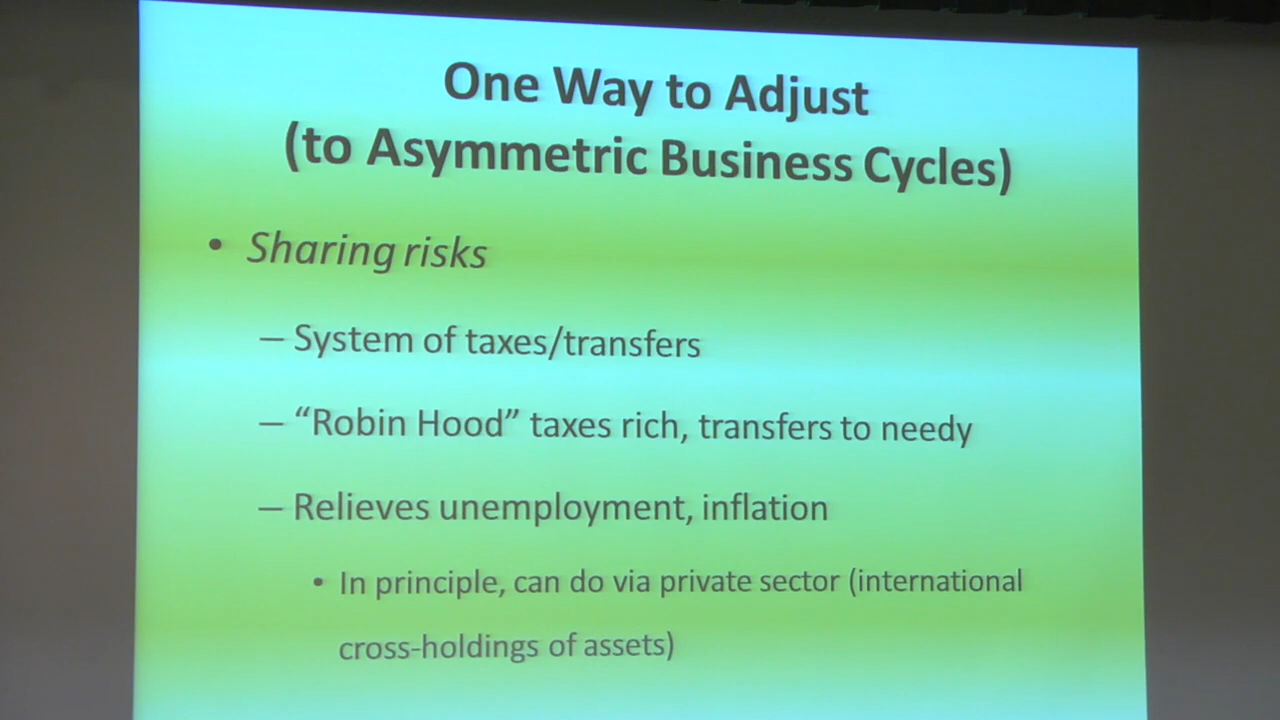 One Way to Adjust
(to Asymmetric Business Cycles)
• Sharing risks
– System of taxes/transfers
– “Robin Hood” taxes rich, transfers to needy
– Relieves unemployment, inflation
• In principle, can do via private sector (international
cross-holdings of assets)